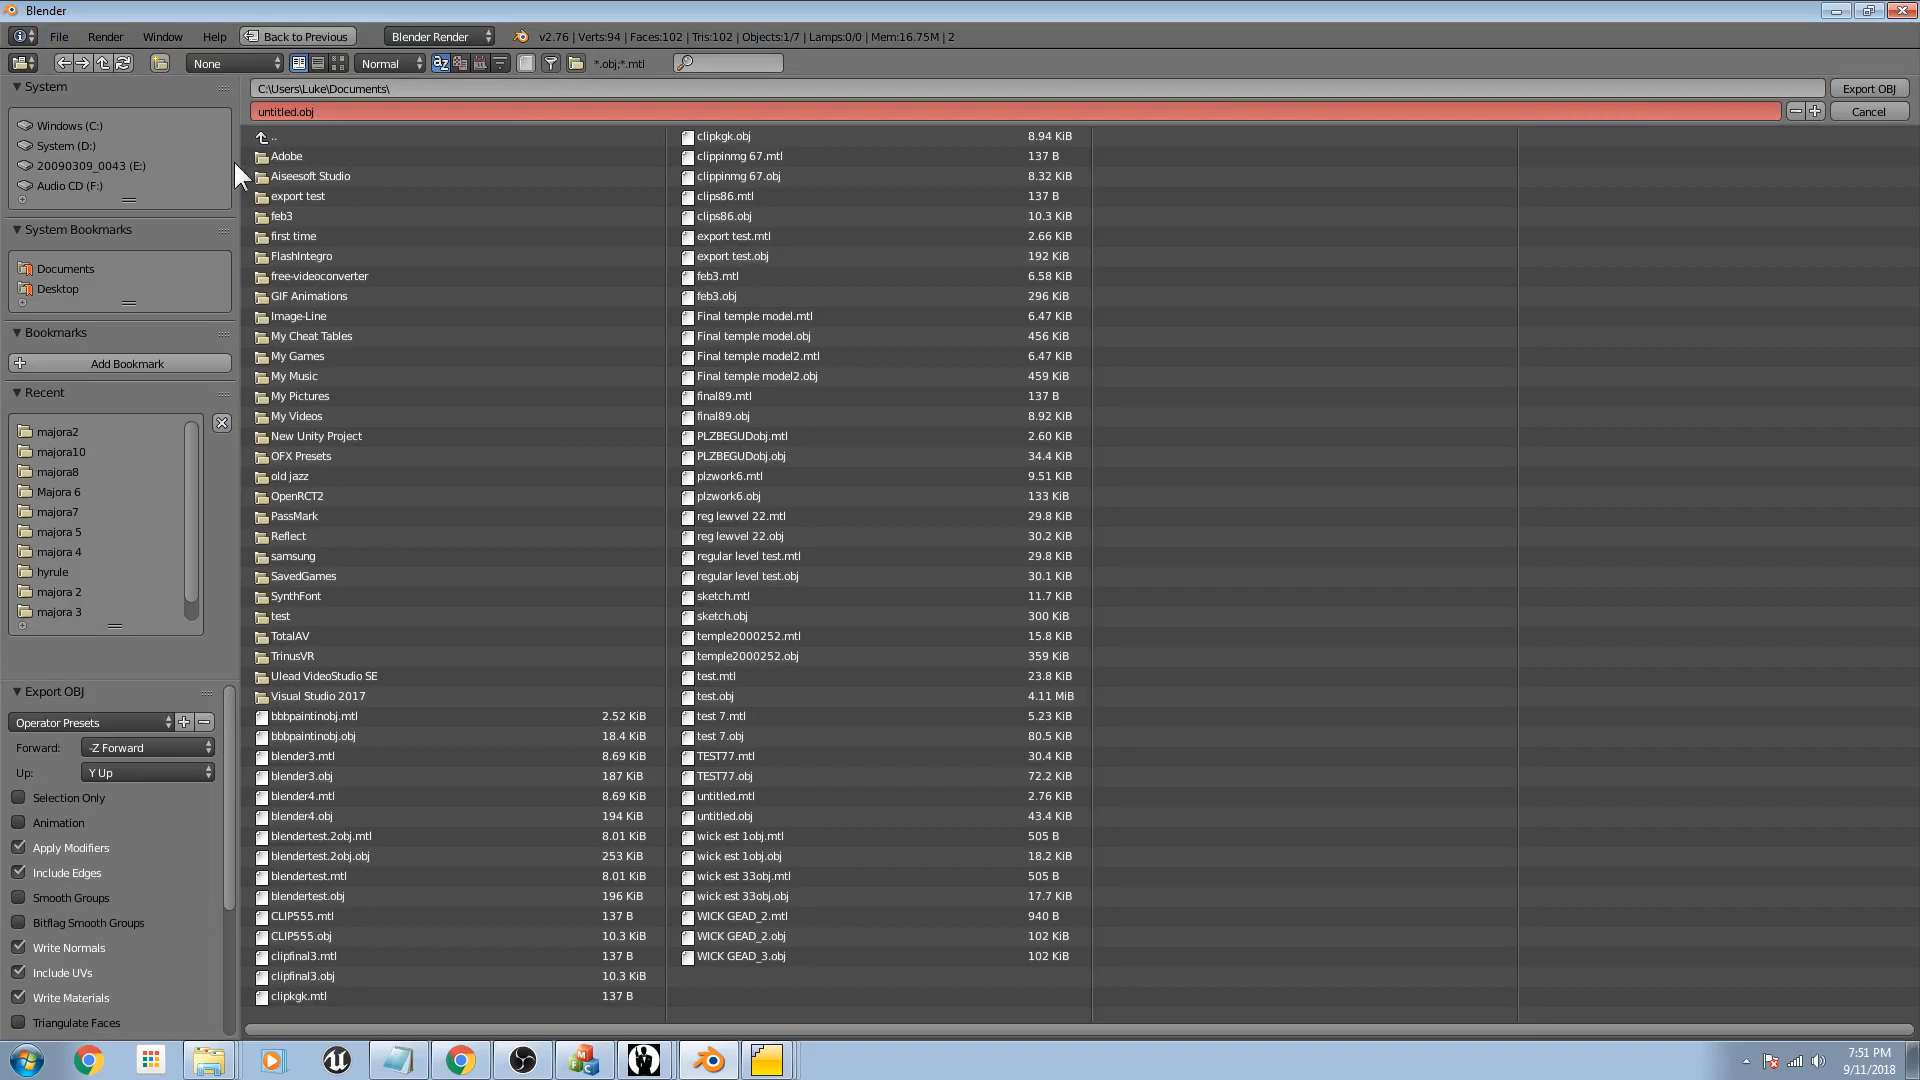 Blender
File Render Window Help Back to Previous Blender Render v2.76 | Verts:94 | Faces:102 | Tris:102 | Objects:1/7 | Lamps:0/0 | Mem:16.75M | 2
None Normal *.obj;*.mtl
System
Windows (C:)
System (D:)
20090309_0043 (E:)
Audio CD (F:)
System Bookmarks
Documents
Desktop
Bookmarks
Add Bookmark
Recent
majora2
majora10
majora8
Majora 6
majora7
majora 5
majora 4
hyrule
majora 2
majora 3
Export OBJ
Operator Presets
Forward: -Z Forward
Up: Y Up
Selection Only
Animation
Apply Modifiers
Include Edges
Smooth Groups
Bitflag Smooth Groups
Write Normals
Include UVs
Write Materials
Triangulate Faces
C:\Users\Luke\Documents\ Export OBJ
untitled.obj Cancel
..
Adobe
Aiseesoft Studio
export test
feb3
first time
FlashIntegro
free-videoconverter
GIF Animations
Image-Line
My Cheat Tables
My Games
My Music
My Pictures
My Videos
New Unity Project
OFX Presets
old jazz
OpenRCT2
PassMark
Reflect
samsung
SavedGames
SynthFont
test
TotalAV
TrinusVR
Ulead VideoStudio SE
Visual Studio 2017
bbbpaintinobj.mtl 2.52 KiB
bbbpaintinobj.obj 18.4 KiB
blender3.mtl 8.69 KiB
blender3.obj 187 KiB
blender4.mtl 8.69 KiB
blender4.obj 194 KiB
blendertest.2obj.mtl 8.01 KiB
blendertest.2obj.obj 253 KiB
blendertest.mtl 8.01 KiB
blendertest.obj 196 KiB
CLIP555.mtl 137 B
CLIP555.obj 10.3 KiB
clipfinal3.mtl 137 B
clipfinal3.obj 10.3 KiB
clipkgk.mtl 137 B
clipkgk.obj 8.94 KiB
clippinmg 67.mtl 137 B
clippinmg 67.obj 8.32 KiB
clips86.mtl 137 B
clips86.obj 10.3 KiB
export test.mtl 2.66 KiB
export test.obj 192 KiB
feb3.mtl 6.58 KiB
feb3.obj 296 KiB
Final temple model.mtl 6.47 KiB
Final temple model.obj 456 KiB
Final temple model2.mtl 6.47 KiB
Final temple model2.obj 459 KiB
final89.mtl 137 B
final89.obj 8.92 KiB
PLZBEGUDobj.mtl 2.60 KiB
PLZBEGUDobj.obj 34.4 KiB
plzwork6.mtl 9.51 KiB
plzwork6.obj 133 KiB
reg lewvel 22.mtl 29.8 KiB
reg lewvel 22.obj 30.2 KiB
regular level test.mtl 29.8 KiB
regular level test.obj 30.1 KiB
sketch.mtl 11.7 KiB
sketch.obj 300 KiB
temple2000252.mtl 15.8 KiB
temple2000252.obj 359 KiB
test.mtl 23.8 KiB
test.obj 4.11 MiB
test 7.mtl 5.23 KiB
test 7.obj 80.5 KiB
TEST77.mtl 30.4 KiB
TEST77.obj 72.2 KiB
untitled.mtl 2.76 KiB
untitled.obj 43.4 KiB
wick est 1obj.mtl 505 B
wick est 1obj.obj 18.2 KiB
wick est 33obj.mtl 505 B
wick est 33obj.obj 17.7 KiB
WICK GEAD_2.mtl 940 B
WICK GEAD_2.obj 102 KiB
WICK GEAD_3.obj 102 KiB
7:51 PM
9/11/2018